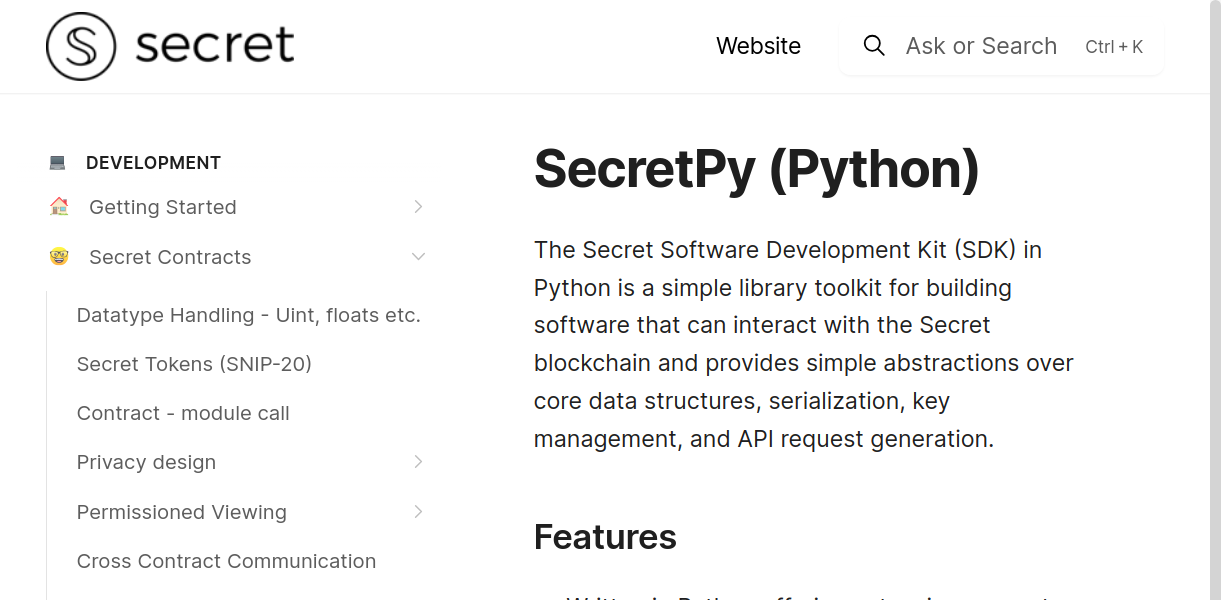 secret
Website
Ask or Search Ctrl + K
DEVELOPMENT
Getting Started
Secret Contracts
Datatype Handling - Uint, floats etc.
Secret Tokens (SNIP-20)
Contract - module call
Privacy design
Permissioned Viewing
Cross Contract Communication
SecretPy (Python)
The Secret Software Development Kit (SDK) in
Python is a simple library toolkit for building
software that can interact with the Secret
blockchain and provides simple abstractions over
core data structures, serialization, key
management, and API request generation.
Features